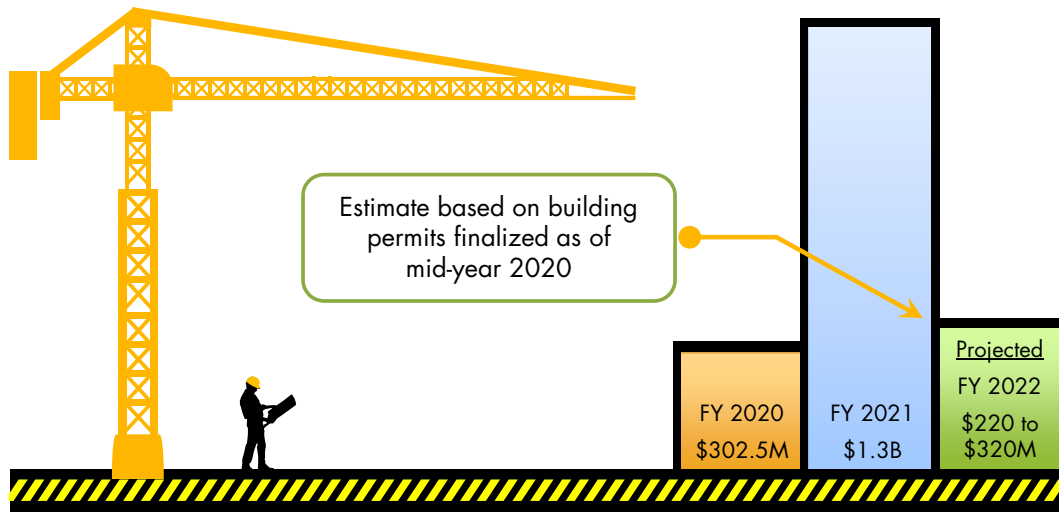 Estimate based on building
permits finalized as of
mid-year 2020
FY 2020
$302.5M
FY 2021
$1.3B
Projected
FY 2022
$220 to
$320M